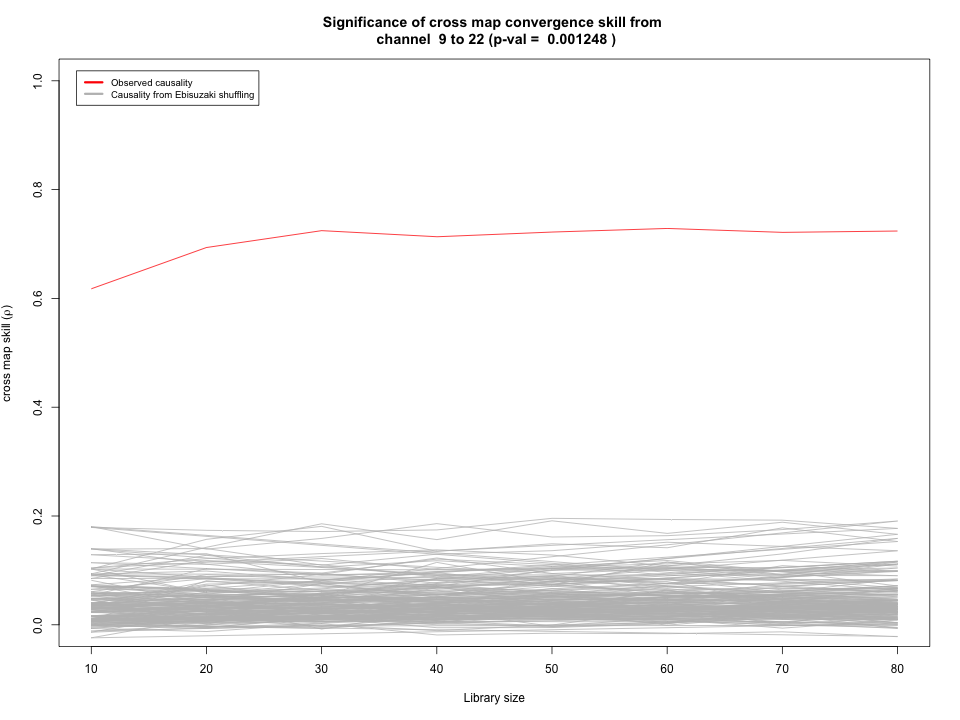 Significance of cross map convergence skill from
channel  9 to 22 (p-val =  0.001248 )
Observed causality
Causality from Ebisuzaki shuffling
cross map skill (ρ)
1.0
0.8
0.6
0.4
0.2
0.0
10 20 30 40 50 60 70 80
Library size